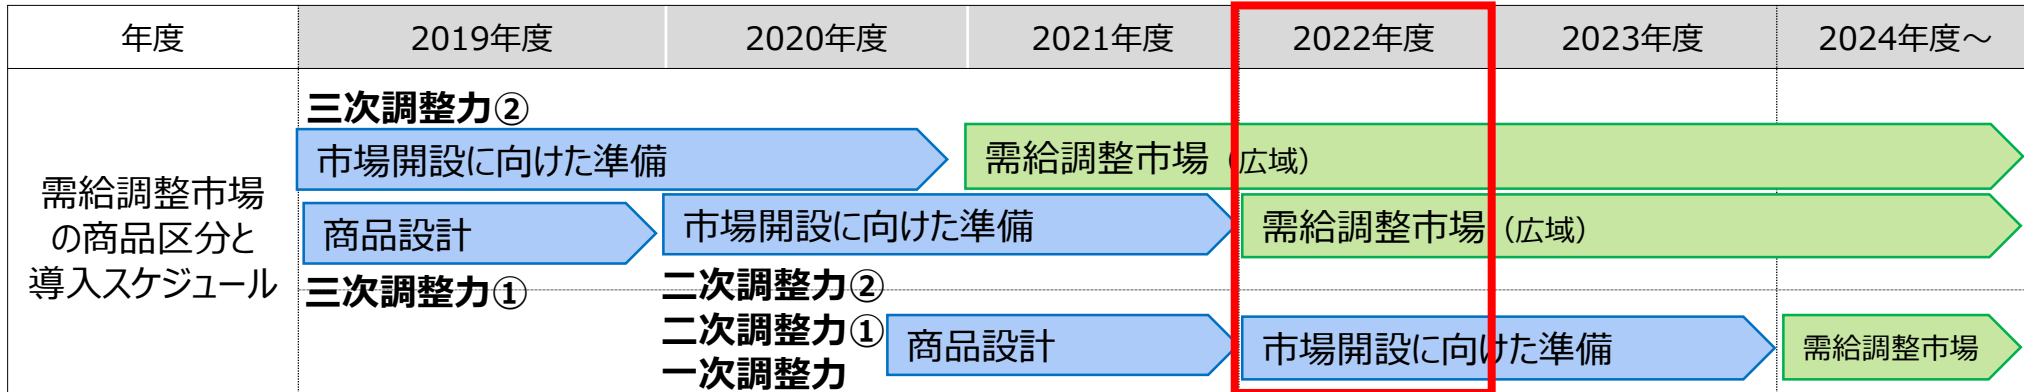 年度
2019年度
2020年度
2021年度
2022年度
2023年度
2024年度～
需給調整市場
の商品区分と
導入スケジュール
三次調整力②
市場開設に向けた準備
需給調整市場（広域）
商品設計
市場開設に向けた準備
需給調整市場（広域）
三次調整力①
二次調整力②
二次調整力①
一次調整力
商品設計
市場開設に向けた準備
需給調整市場